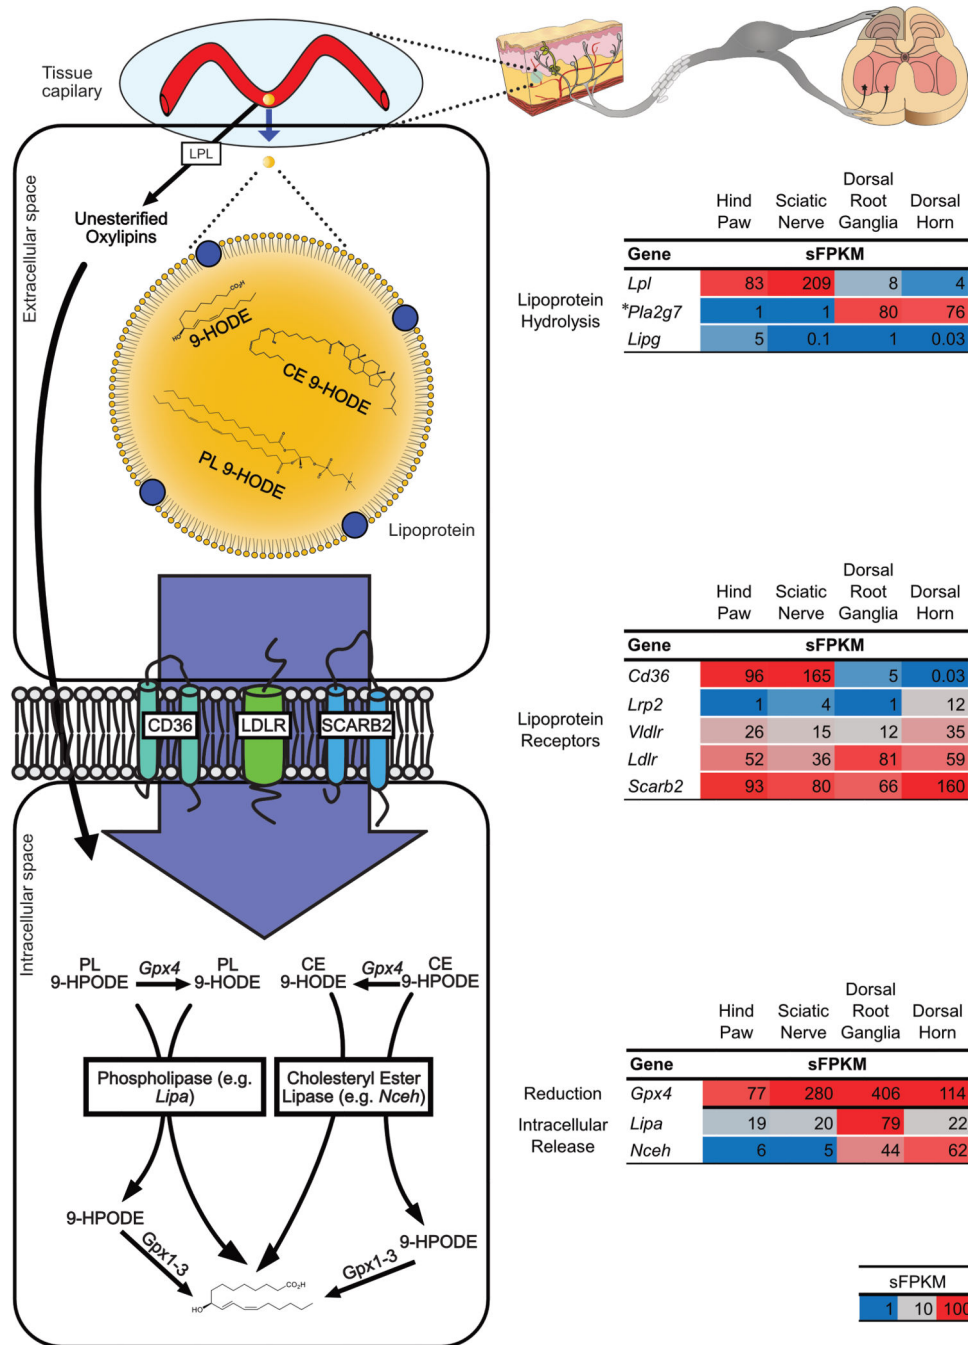 Tissue
capilary
LPL
Unesterified
Oxylipins
Extracellular space
CO₂H
HO
9-HODE
CE 9-HODE
PL 9-HODE
Lipoprotein
CD36 LDLR SCARB2
Intracellular space
PL
9-HPODE
Gpx4
PL
9-HODE
CE
9-HODE
Gpx4
CE
9-HPODE
Phospholipase (e.g.
Lipa)
Cholesteryl Ester
Lipase (e.g. Nceh)
9-HPODE
Gpx1-3
9-HPODE
Gpx1-3
CO₂H
HO
Hind Paw Sciatic Nerve Dorsal Root Ganglia Dorsal Horn
Gene sFPKM
Lipoprotein
Hydrolysis
Lpl 83 209 8 4
*Pla2g7 1 1 80 76
Lipg 5 0.1 1 0.03
Hind Paw Sciatic Nerve Dorsal Root Ganglia Dorsal Horn
Gene sFPKM
Lipoprotein
Receptors
Cd36 96 165 5 0.03
Lrp2 1 4 1 12
Vldlr 26 15 12 35
Ldlr 52 36 81 59
Scarb2 93 80 66 160
Hind Paw Sciatic Nerve Dorsal Root Ganglia Dorsal Horn
Gene sFPKM
Reduction Gpx4 77 280 406 114
Intracellular
Release
Lipa 19 20 79 22
Nceh 6 5 44 62
sFPKM
1 10 100